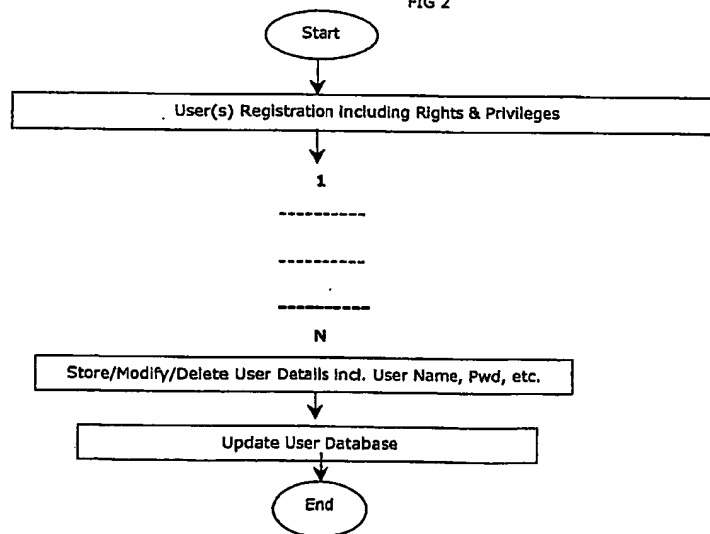 FIG 2
Start
User(s) Registration including Rights & Privileges
1
----------
----------
----------
N
Store/Modify/Delete User Details Incl. User Name, Pwd, etc.
Update User Database
End